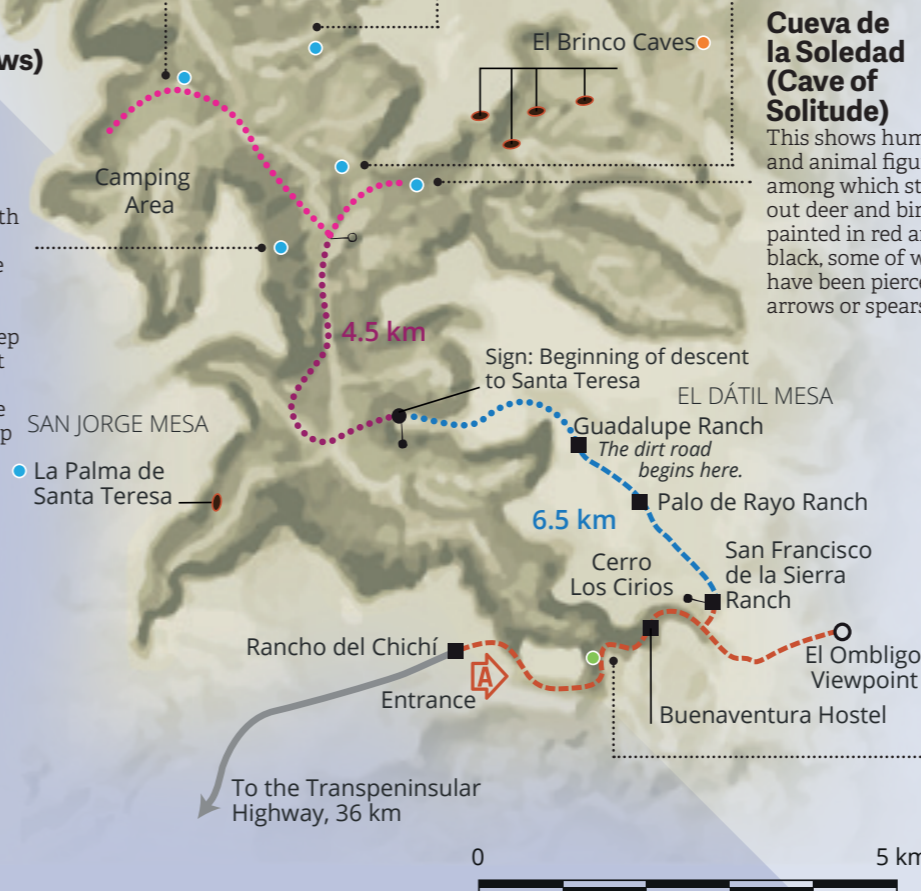 ws)
El Brinco Caves
Cueva de
la Soledad
(Cave of
Solitude)
This shows hum
and animal figu
among which st
out deer and bir
painted in red a
black, some of w
have been pierce
arrows or spears
Camping
Area
th
e
ep
t
e
p
4.5 km
Sign: Beginning of descent
to Santa Teresa
EL DÁTIL MESA
SAN JORGE MESA
Guadalupe Ranch
The dirt road
begins here.
La Palma de
Santa Teresa
Palo de Rayo Ranch
6.5 km
Cerro
Los Cirios
San Francisco
de la Sierra
Ranch
Rancho del Chichí
A
Entrance
El Ombligo
Viewpoint
Buenaventura Hostel
To the Transpeninsular
Highway, 36 km
0
5 km